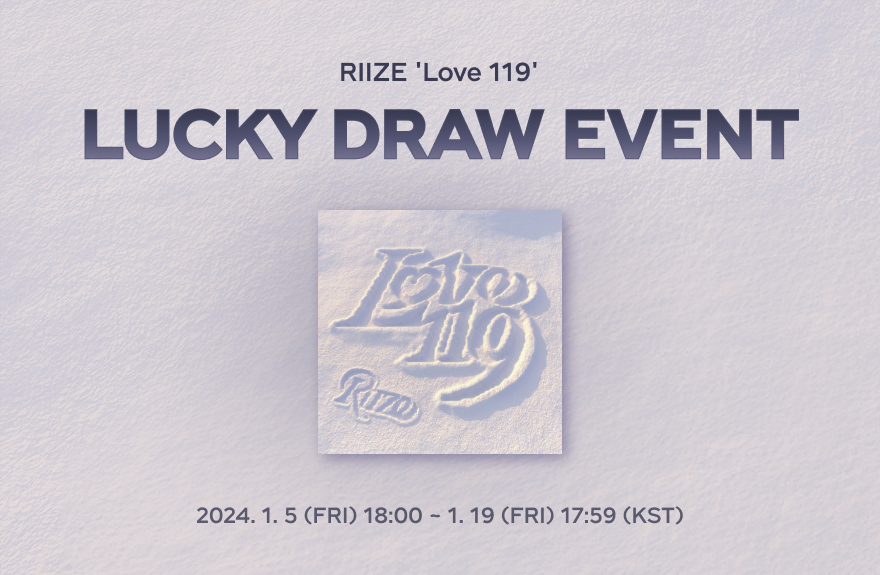 RIIZE 'Love 119'
LUCKY DRAW EVENT
Love
119
Riize
2024. 1. 5 (FRI) 18:00 ~ 1. 19 (FRI) 17:59 (KST)